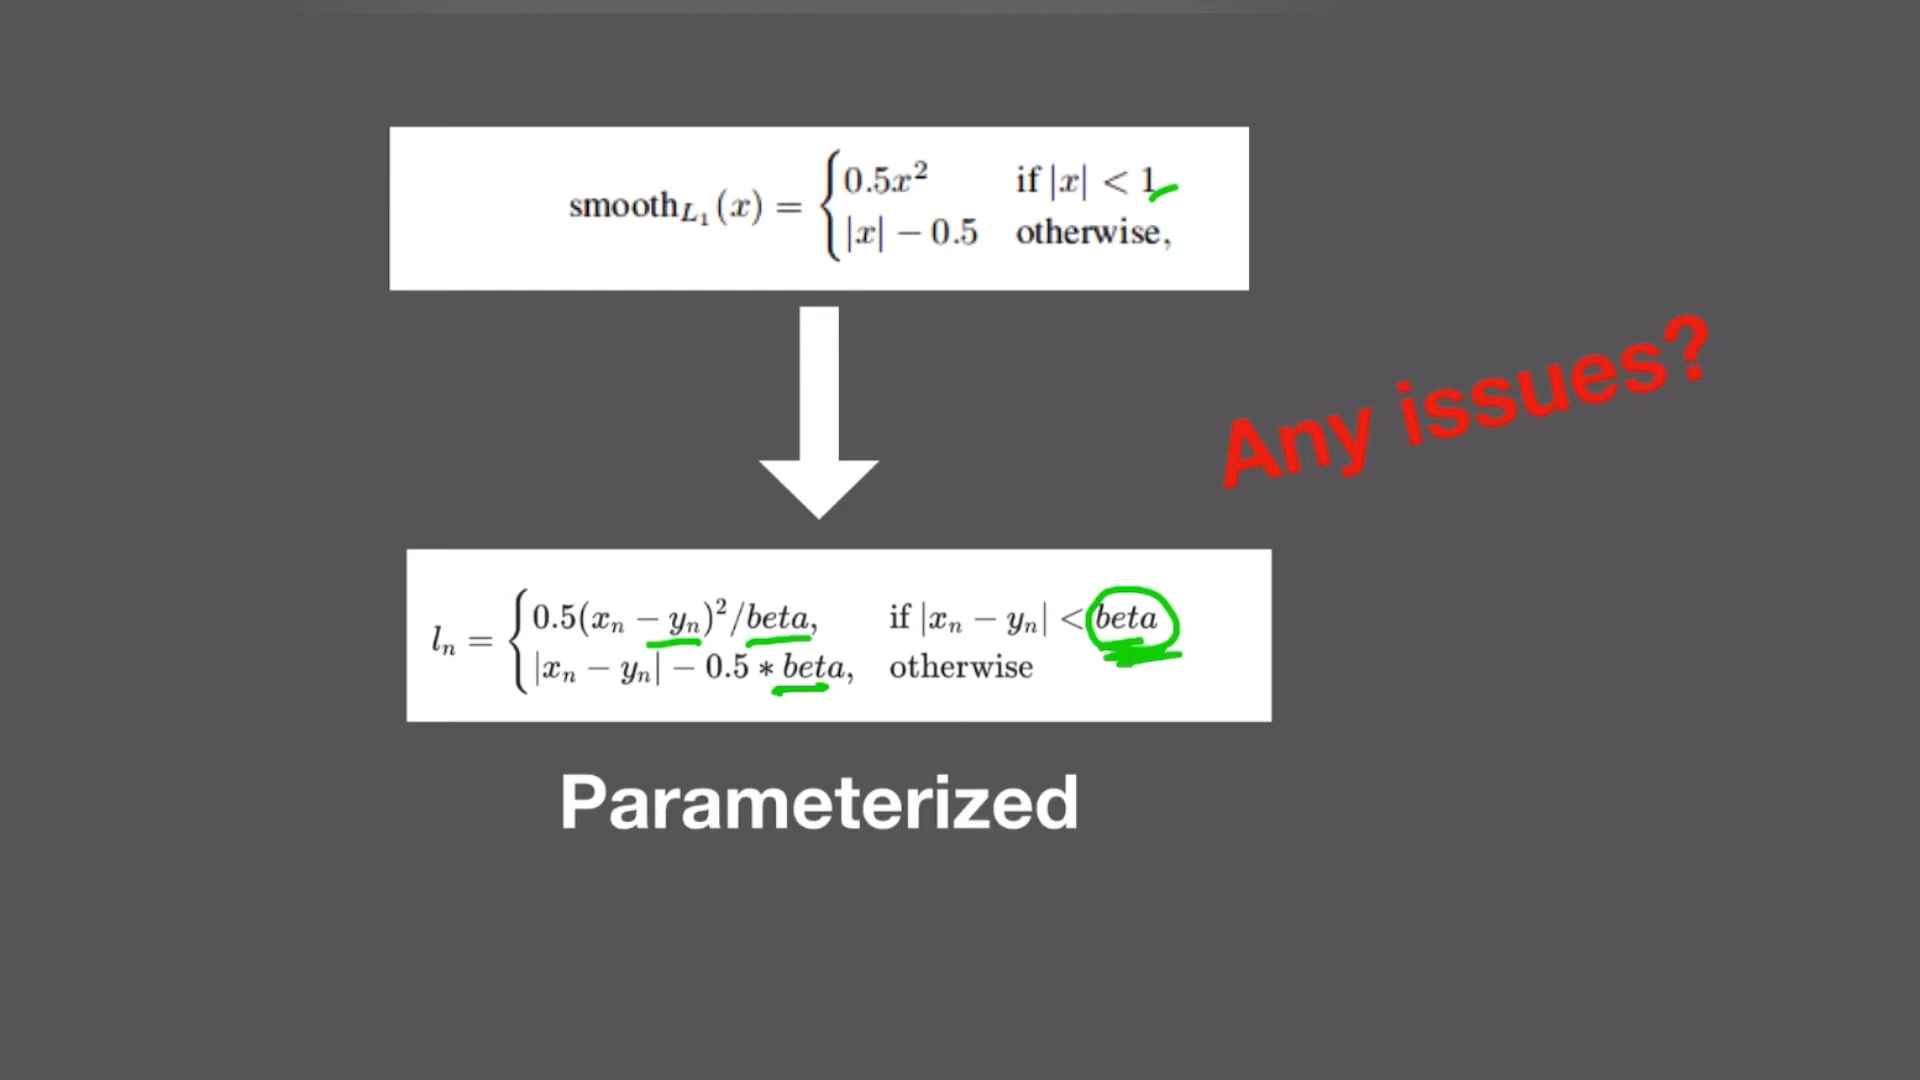 smooth_{L_1}(x) = { 0.5x^2 if |x| < 1
|x| − 0.5 otherwise,
Any issues?
l_n = { 0.5(x_n − y_n)^2/beta, if |x_n − y_n| < beta
|x_n − y_n| − 0.5 * beta, otherwise
Parameterized